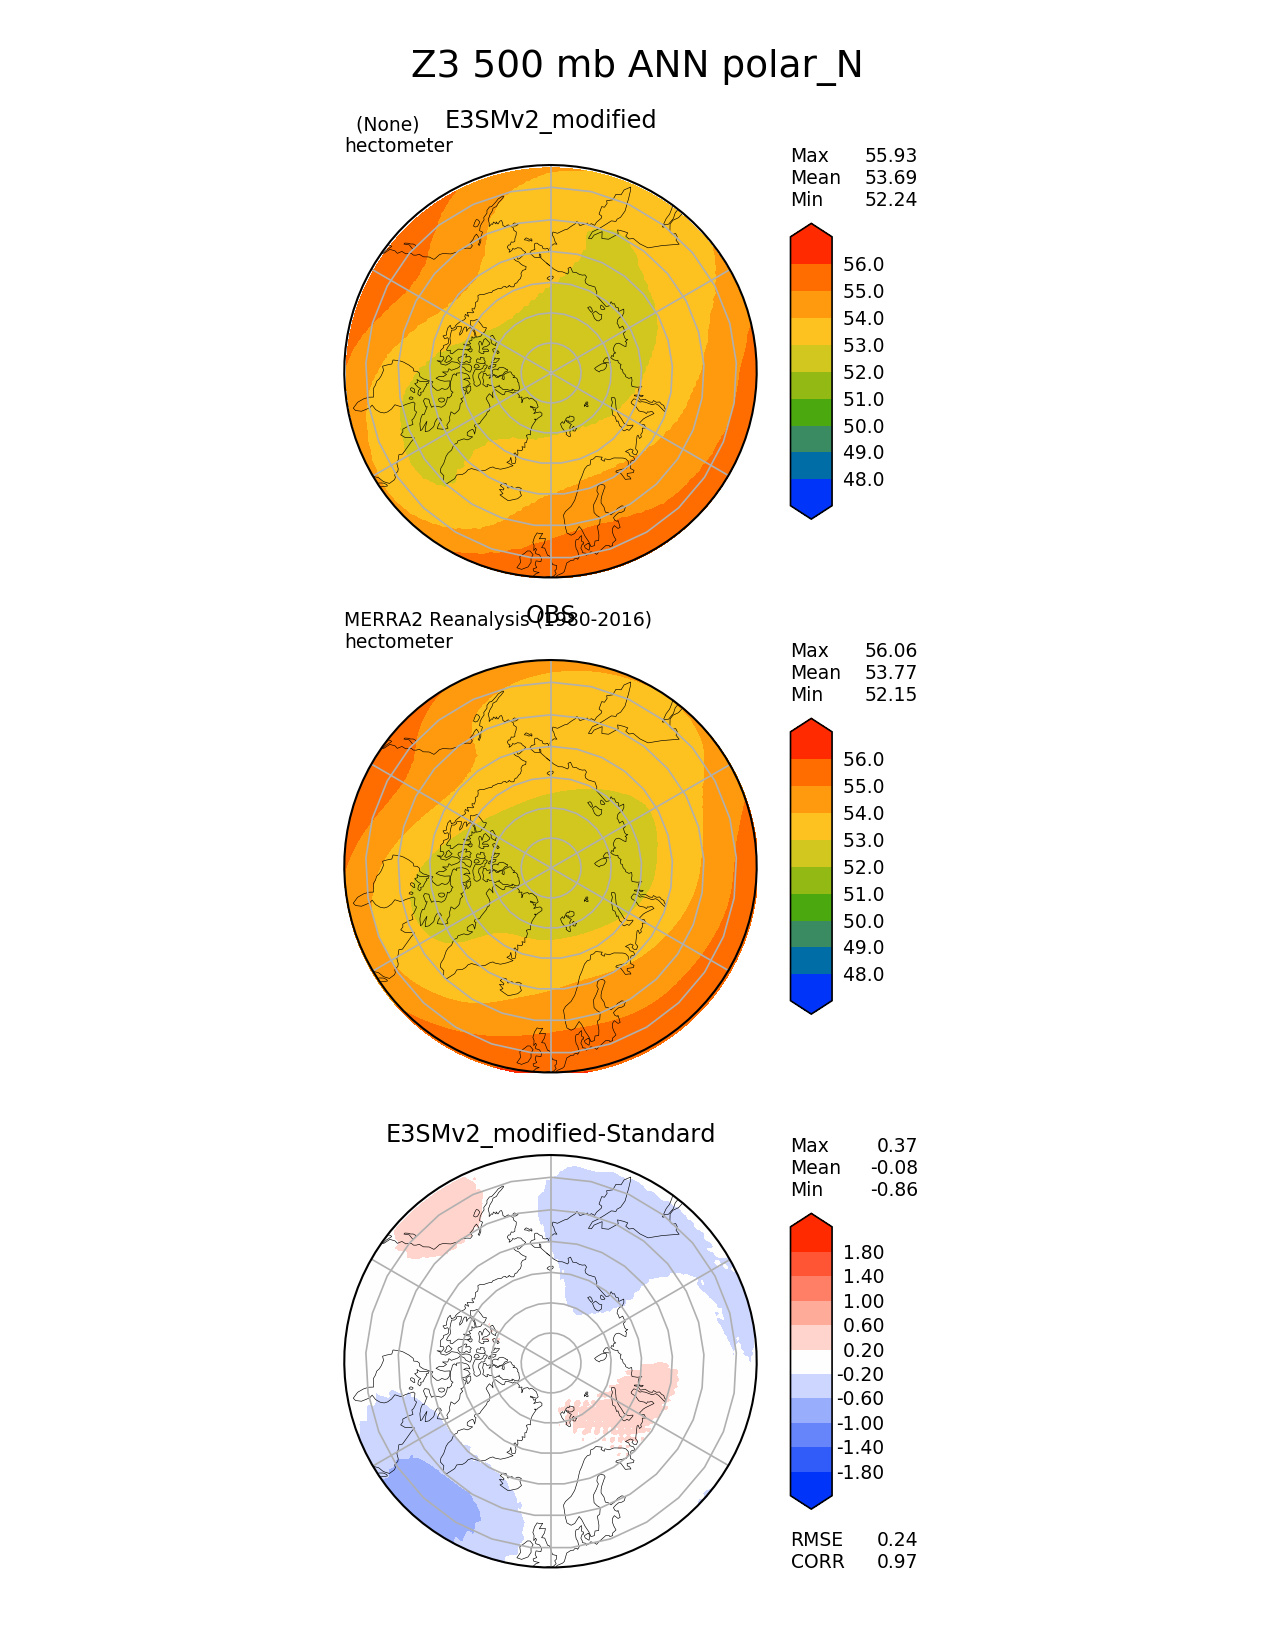 Z3 500 mb ANN polar_N
E3SMv2_modified
(None)
hectometer
Max 55.93
Mean 53.69
Min 52.24
56.0
55.0
54.0
53.0
52.0
51.0
50.0
49.0
48.0
OBS
MERRA2 Reanalysis (1980-2016)
hectometer
Max 56.06
Mean 53.77
Min 52.15
56.0
55.0
54.0
53.0
52.0
51.0
50.0
49.0
48.0
E3SMv2_modified-Standard
Max 0.37
Mean -0.08
Min -0.86
1.80
1.40
1.00
0.60
0.20
-0.20
-0.60
-1.00
-1.40
-1.80
RMSE 0.24
CORR 0.97